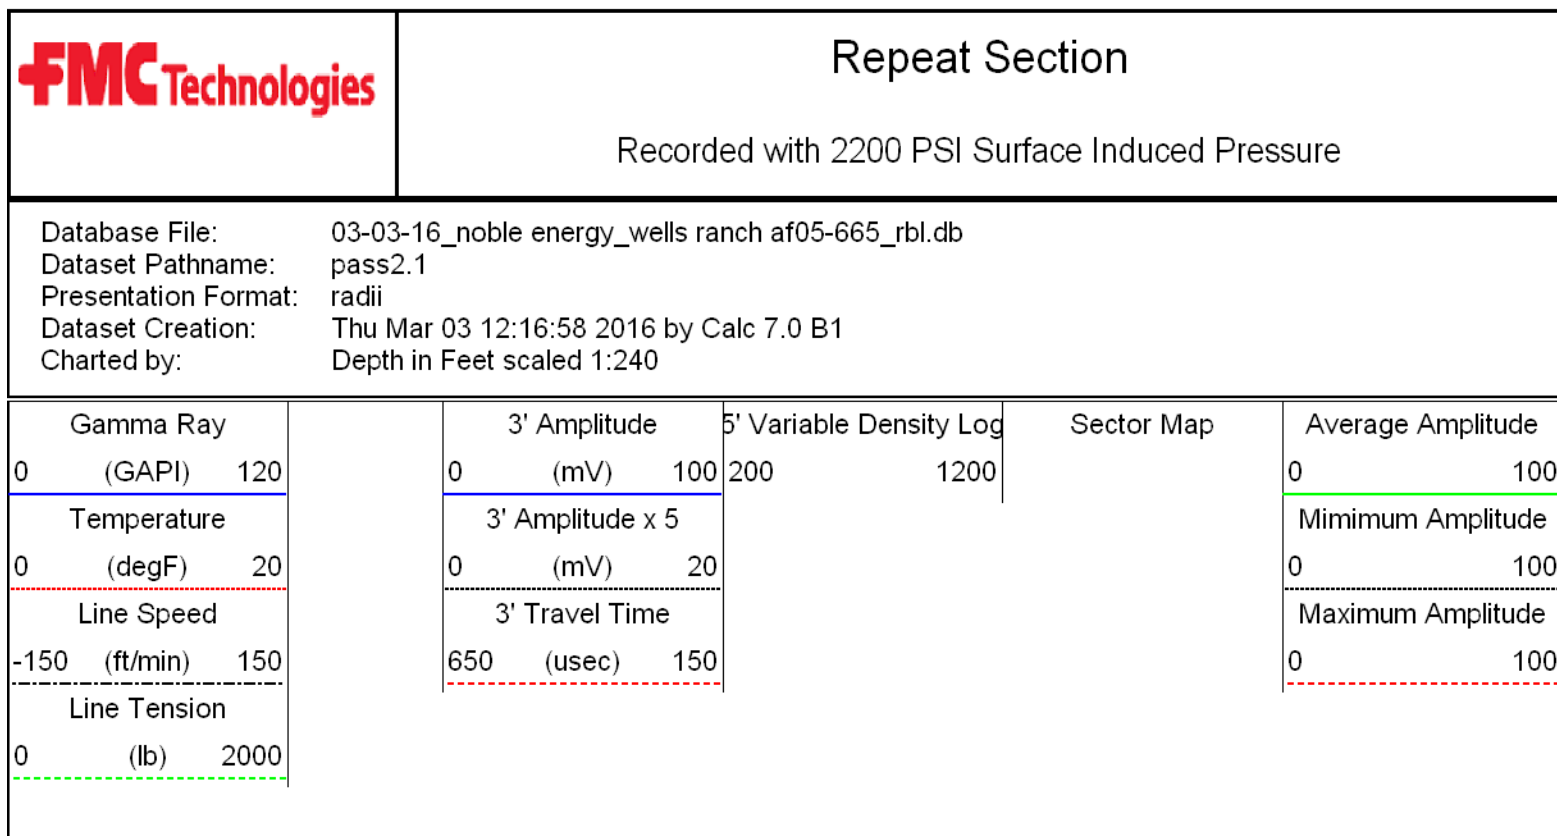 FMC Technologies
Repeat Section
Recorded with 2200 PSI Surface Induced Pressure
Database File: 03-03-16_noble energy_wells ranch af05-665_rbl.db
Dataset Pathname: pass2.1
Presentation Format: radii
Dataset Creation: Thu Mar 03 12:16:58 2016 by Calc 7.0 B1
Charted by: Depth in Feet scaled 1:240
Gamma Ray 3' Amplitude 5' Variable Density Log Sector Map Average Amplitude
0 (GAPI) 120 0 (mV) 100 200 1200 0 100
Temperature 3' Amplitude x 5 Mimimum Amplitude
0 (degF) 20 0 (mV) 20 0 100
Line Speed 3' Travel Time Maximum Amplitude
-150 (ft/min) 150 650 (usec) 150 0 100
Line Tension
0 (lb) 2000